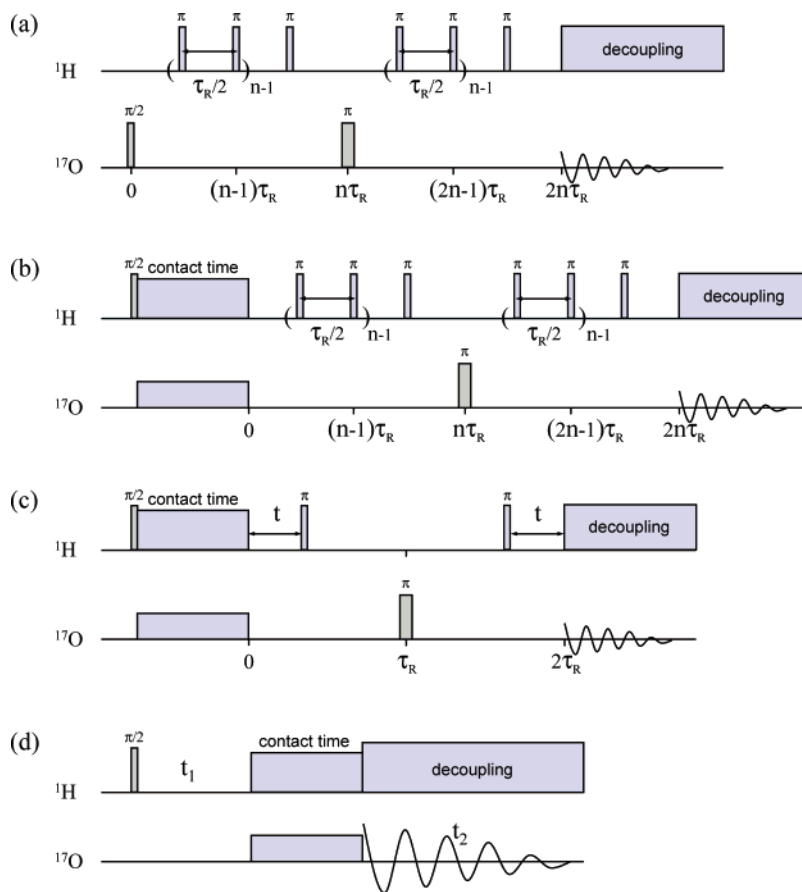 (a)
π π π π π π
τR/2 n-1 τR/2 n-1 decoupling
¹H
π/2 π
¹⁷O
0 (n-1)τR nτR (2n-1)τR 2nτR
(b)
π/2 contact time π π π π π π
( τR/2 )n-1 ( τR/2 )n-1 decoupling
¹H
π
¹⁷O
0 (n-1)τR nτR (2n-1)τR 2nτR
(c)
π/2 contact time t π π t decoupling
¹H
π
¹⁷O
0 τR 2τR
(d)
π/2 t1 contact time decoupling
¹H
t2
¹⁷O